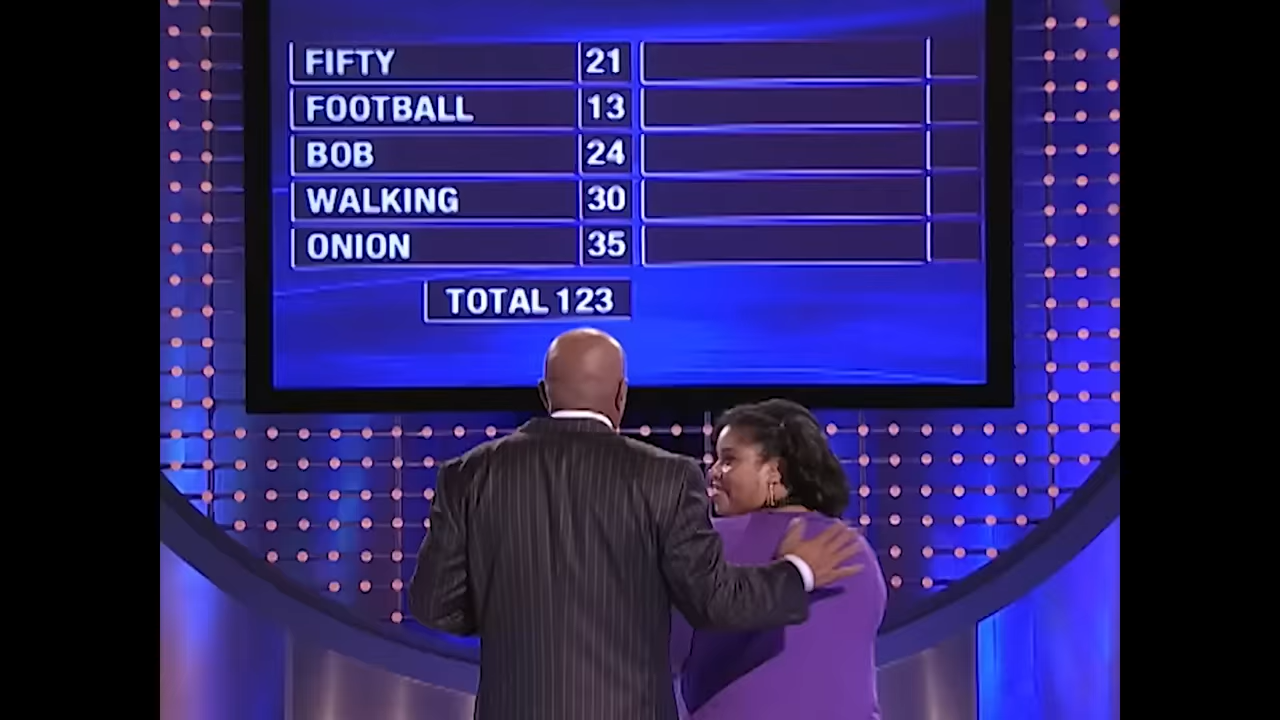 FIFTY 21
FOOTBALL 13
BOB 24
WALKING 30
ONION 35
TOTAL 123